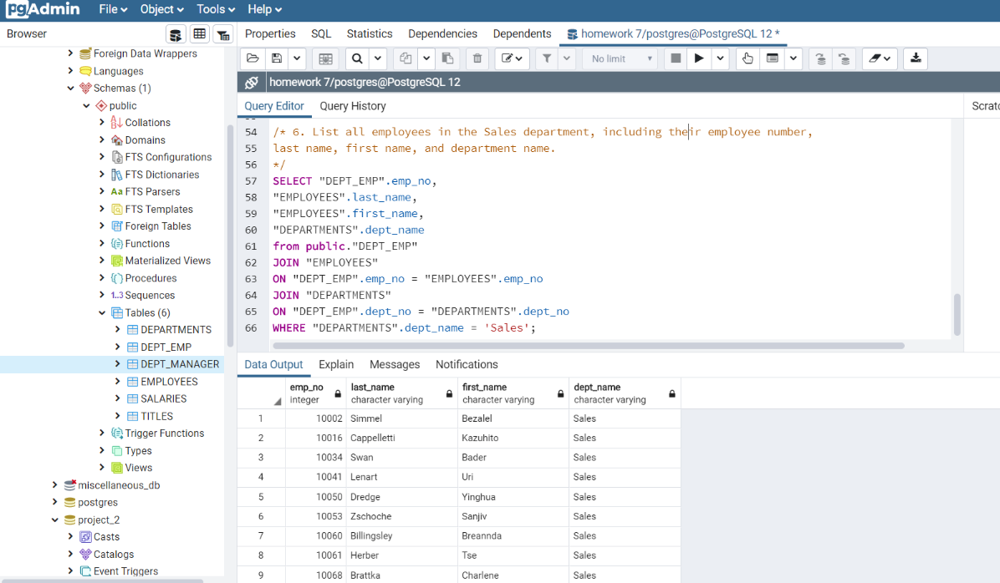 pgAdmin File Object Tools Help
Browser
Properties SQL Statistics Dependencies Dependents homework 7/postgres@PostgreSQL 12 *
No limit
homework 7/postgres@PostgreSQL 12
Query Editor Query History
Foreign Data Wrappers
Languages
Schemas (1)
public
Collations
Domains
FTS Configurations
FTS Dictionaries
Aa FTS Parsers
FTS Templates
Foreign Tables
Functions
Materialized Views
Procedures
1..3 Sequences
Tables (6)
DEPARTMENTS
DEPT_EMP
DEPT_MANAGER
EMPLOYEES
SALARIES
TITLES
Trigger Functions
Types
Views
miscellaneous_db
postgres
project_2
Casts
Catalogs
Event Triggers
54 /* 6. List all employees in the Sales department, including their employee number,
55 last name, first name, and department name.
56 */
57 SELECT "DEPT_EMP".emp_no,
58 "EMPLOYEES".last_name,
59 "EMPLOYEES".first_name,
60 "DEPARTMENTS".dept_name
61 from public."DEPT_EMP"
62 JOIN "EMPLOYEES"
63 ON "DEPT_EMP".emp_no = "EMPLOYEES".emp_no
64 JOIN "DEPARTMENTS"
65 ON "DEPT_EMP".dept_no = "DEPARTMENTS".dept_no
66 WHERE "DEPARTMENTS".dept_name = 'Sales';
Data Output Explain Messages Notifications
emp_no last_name first_name dept_name
integer character varying character varying character varying
1 10002 Simmel Bezalel Sales
2 10016 Cappelletti Kazuhito Sales
3 10034 Swan Bader Sales
4 10041 Lenart Uri Sales
5 10050 Dredge Yinghua Sales
6 10053 Zschoche Sanjiv Sales
7 10060 Billingsley Breannda Sales
8 10061 Herber Tse Sales
9 10068 Brattka Charlene Sales